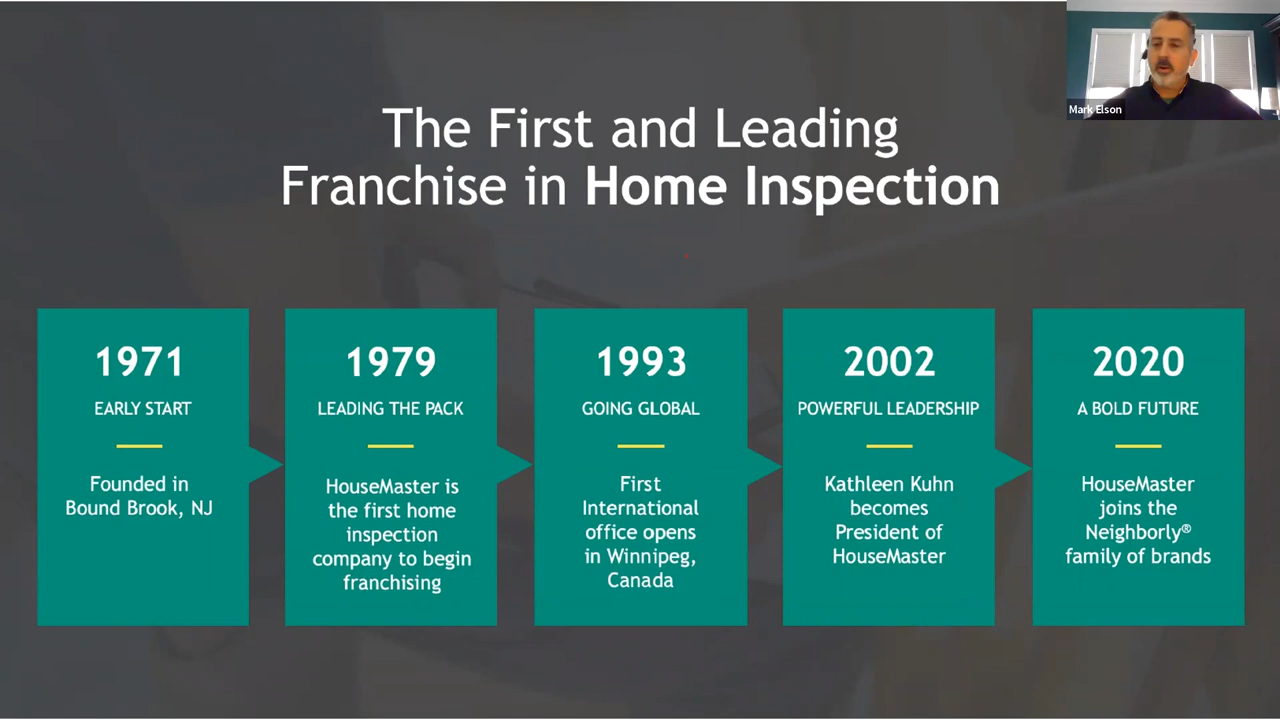 Mark Elson
The First and Leading
Franchise in Home Inspection
1971
EARLY START
Founded in
Bound Brook, NJ
1979
LEADING THE PACK
HouseMaster is
the first home
inspection
company to begin
franchising
1993
GOING GLOBAL
First
International
office opens
in Winnipeg,
Canada
2002
POWERFUL LEADERSHIP
Kathleen Kuhn
becomes
President of
HouseMaster
2020
A BOLD FUTURE
HouseMaster
joins the
Neighborly®
family of brands